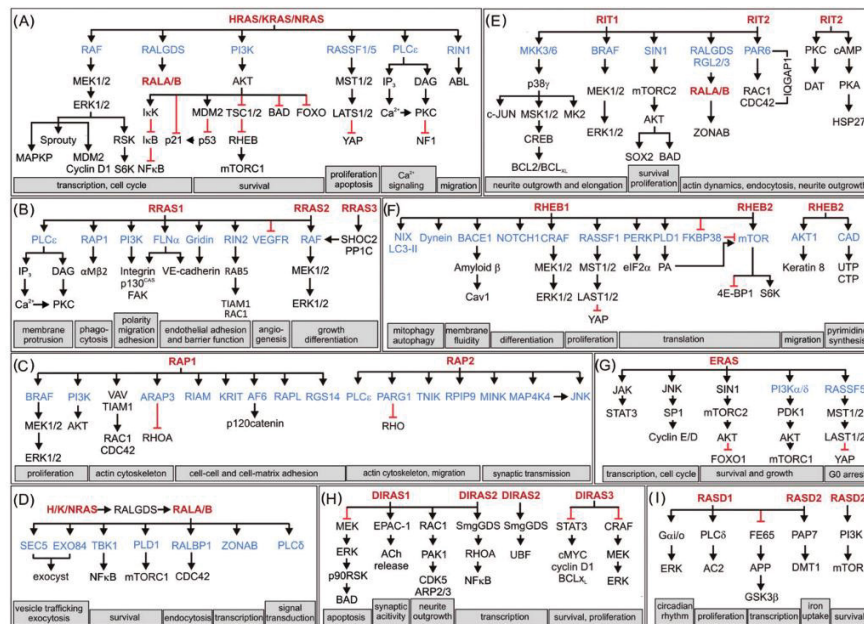 (A)
HRAS/KRAS/NRAS
RAF RALGDS PI3K RASSF1/5 PLCε RIN1
MEK1/2 RALA/B AKT MST1/2 IP3 DAG ABL
ERK1/2 IκK MDM2 TSC1/2 BAD FOXO LATS1/2 Ca2+ PKC
Sprouty RSK IκB p21 p53 RHEB YAP NF1
MAPKP MDM2 Cyclin D1 S6K NFκB mTORC1
transcription, cell cycle survival proliferation apoptosis Ca2+ signaling migration
(B)
RRAS1 RRAS2 RRAS3
PLCε RAP1 PI3K FLNα Gridin RIN2 VEGFR RAF SHOC2
PP1C
IP3 DAG αMβ2 Integrin VE-cadherin RAB5 MEK1/2
p130CAS
FAK
Ca2+ PKC TIAM1 ERK1/2
RAC1
membrane protrusion phago-cytosis polarity migration adhesion endothelial adhesion and barrier function angio-genesis growth differentiation
(C)
RAP1 RAP2
BRAF PI3K VAV ARAP3 RIAM KRIT AF6 RAPL RGS14 PLCε PARG1 TNIK RPIP9 MINK MAP4K4 JNK
TIAM1
MEK1/2 AKT RAC1 RHOA p120catenin RHO
CDC42
ERK1/2
proliferation actin cytoskeleton cell-cell and cell-matrix adhesion actin cytoskeleton, migration synaptic transmission
(D)
H/K/NRAS RALGDS RALA/B
SEC5 EXO84 TBK1 PLD1 RALBP1 ZONAB PLCδ
exocyst NFκB mTORC1 CDC42
vesicle trafficking exocytosis survival endocytosis transcription signal transduction
(E)
RIT1 RIT2 RIT2
MKK3/6 BRAF SIN1 RALGDS PAR6 PKC cAMP
RGL2/3 IQGAP1
p38γ MEK1/2 mTORC2 RALA/B RAC1 DAT PKA
CDC42
c-JUN MSK1/2 MK2 ERK1/2 AKT ZONAB HSP27
CREB
BCL2/BCLXL SOX2 BAD
neurite outgrowth and elongation survival proliferation actin dynamics, endocytosis, neurite outgrowth
(F)
RHEB1 RHEB2 RHEB2
NIX Dynein BACE1 NOTCH1 CRAF RASSF1 PERK PLD1 FKBP38 mTOR AKT1 CAD
LC3-II
Amyloid β MEK1/2 MST1/2 eIF2α PA Keratin 8 UTP
CTP
Cav1 ERK1/2 LAST1/2 4E-BP1 S6K
YAP
mitophagy autophagy membrane fluidity differentiation proliferation translation migration pyrimidine synthesis
(G)
ERAS
JAK JNK SIN1 PI3Kα/δ RASSF5
STAT3 SP1 mTORC2 PDK1 MST1/2
Cyclin E/D AKT AKT LAST1/2
FOXO1 mTORC1 YAP
transcription, cell cycle survival and growth G0 arrest
(H)
DIRAS1 DIRAS2 DIRAS2 DIRAS3
MEK EPAC-1 RAC1 SmgGDS SmgGDS STAT3 CRAF
ERK ACh release PAK1 RHOA UBF cMYC MEK
cyclin D1
BCLXL
p90RSK CDK5 NFκB ERK
ARP2/3
BAD
apoptosis synaptic acitivity neurite outgrowth transcription survival, proliferation
(I)
RASD1 RASD2 RASD2
Gαi/o PLCδ FE65 PAP7 PI3K
ERK AC2 APP DMT1 mTOR
GSK3β
circadian rhythm proliferation transcription iron uptake survival